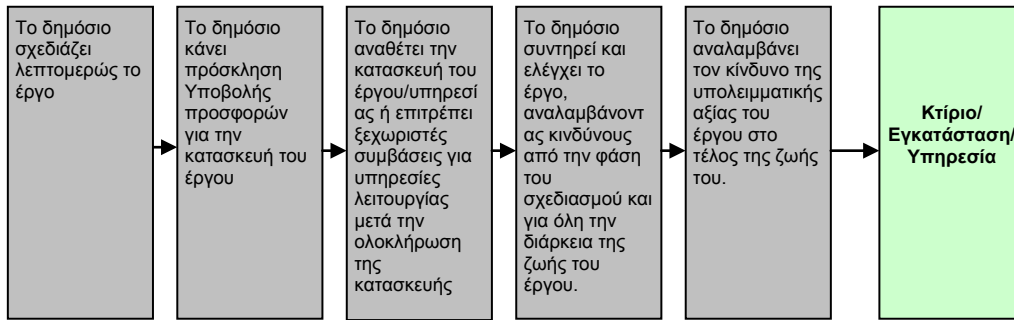 Το δημόσιο
σχεδιάζει
λεπτομερώς το
έργο
Το δημόσιο
κάνει
πρόσκληση
Υποβολής
προσφορών
για την
κατασκευή του
έργου
Το δημόσιο
αναθέτει την
κατασκευή του
έργου/υπηρεσί
ας ή επιτρέπει
ξεχωριστές
συμβάσεις για
υπηρεσίες
λειτουργίας
μετά την
ολοκλήρωση
της
κατασκευής
Το δημόσιο
συντηρεί και
ελέγχει το
έργο,
αναλαμβάνοντ
ας κινδύνους
από την φάση
του
σχεδιασμού και
για όλη την
διάρκεια της
ζωής του
έργου.
Το δημόσιο
αναλαμβάνει
τον κίνδυνο της
υπολειμματικής
αξίας του
έργου στο
τέλος της ζωής
του.
Κτίριο/
Εγκατάσταση/
Υπηρεσία